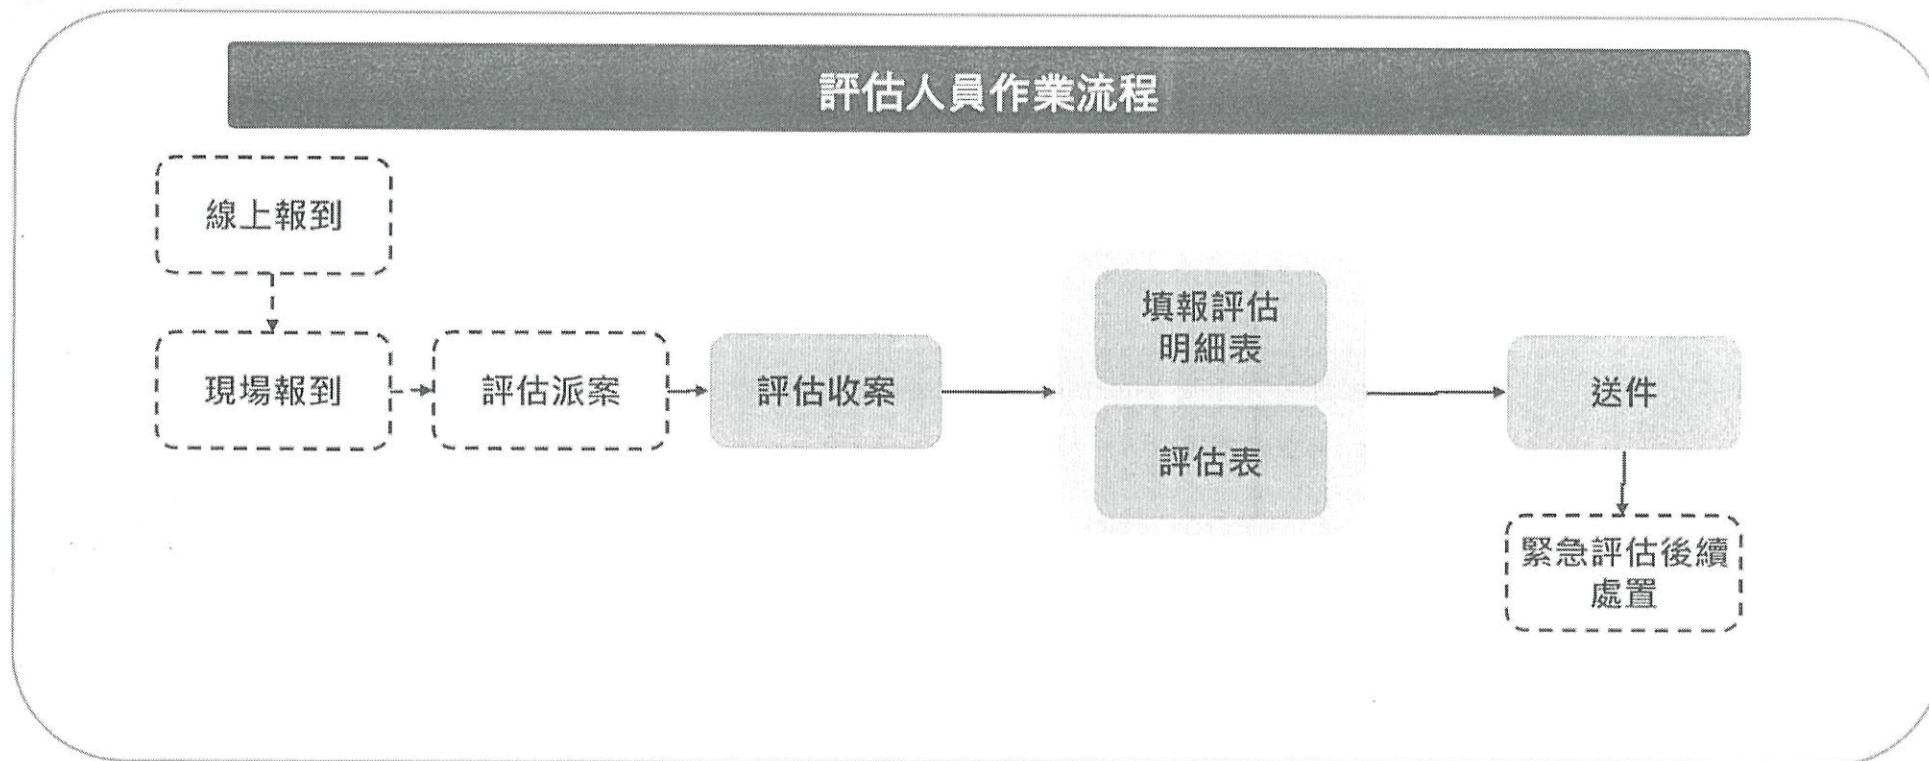 評估人員作業流程
線上報到
現場報到
評估派案
評估收案
填報評估
明細表
評估表
送件
緊急評估後續
處置